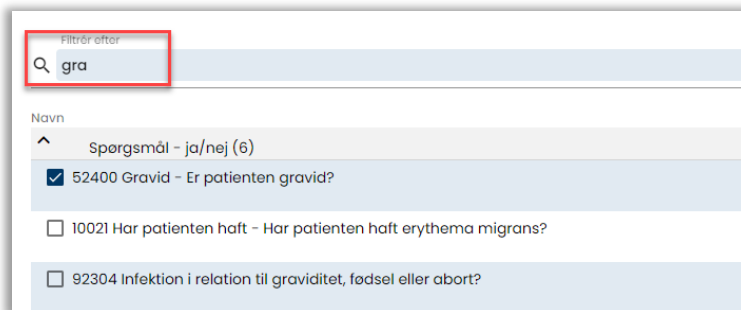 Filtrér efter
gra
Navn
Spørgsmål - ja/nej (6)
52400 Gravid - Er patienten gravid?
10021 Har patienten haft - Har patienten haft erythema migrans?
92304 Infektion i relation til graviditet, fødsel eller abort?